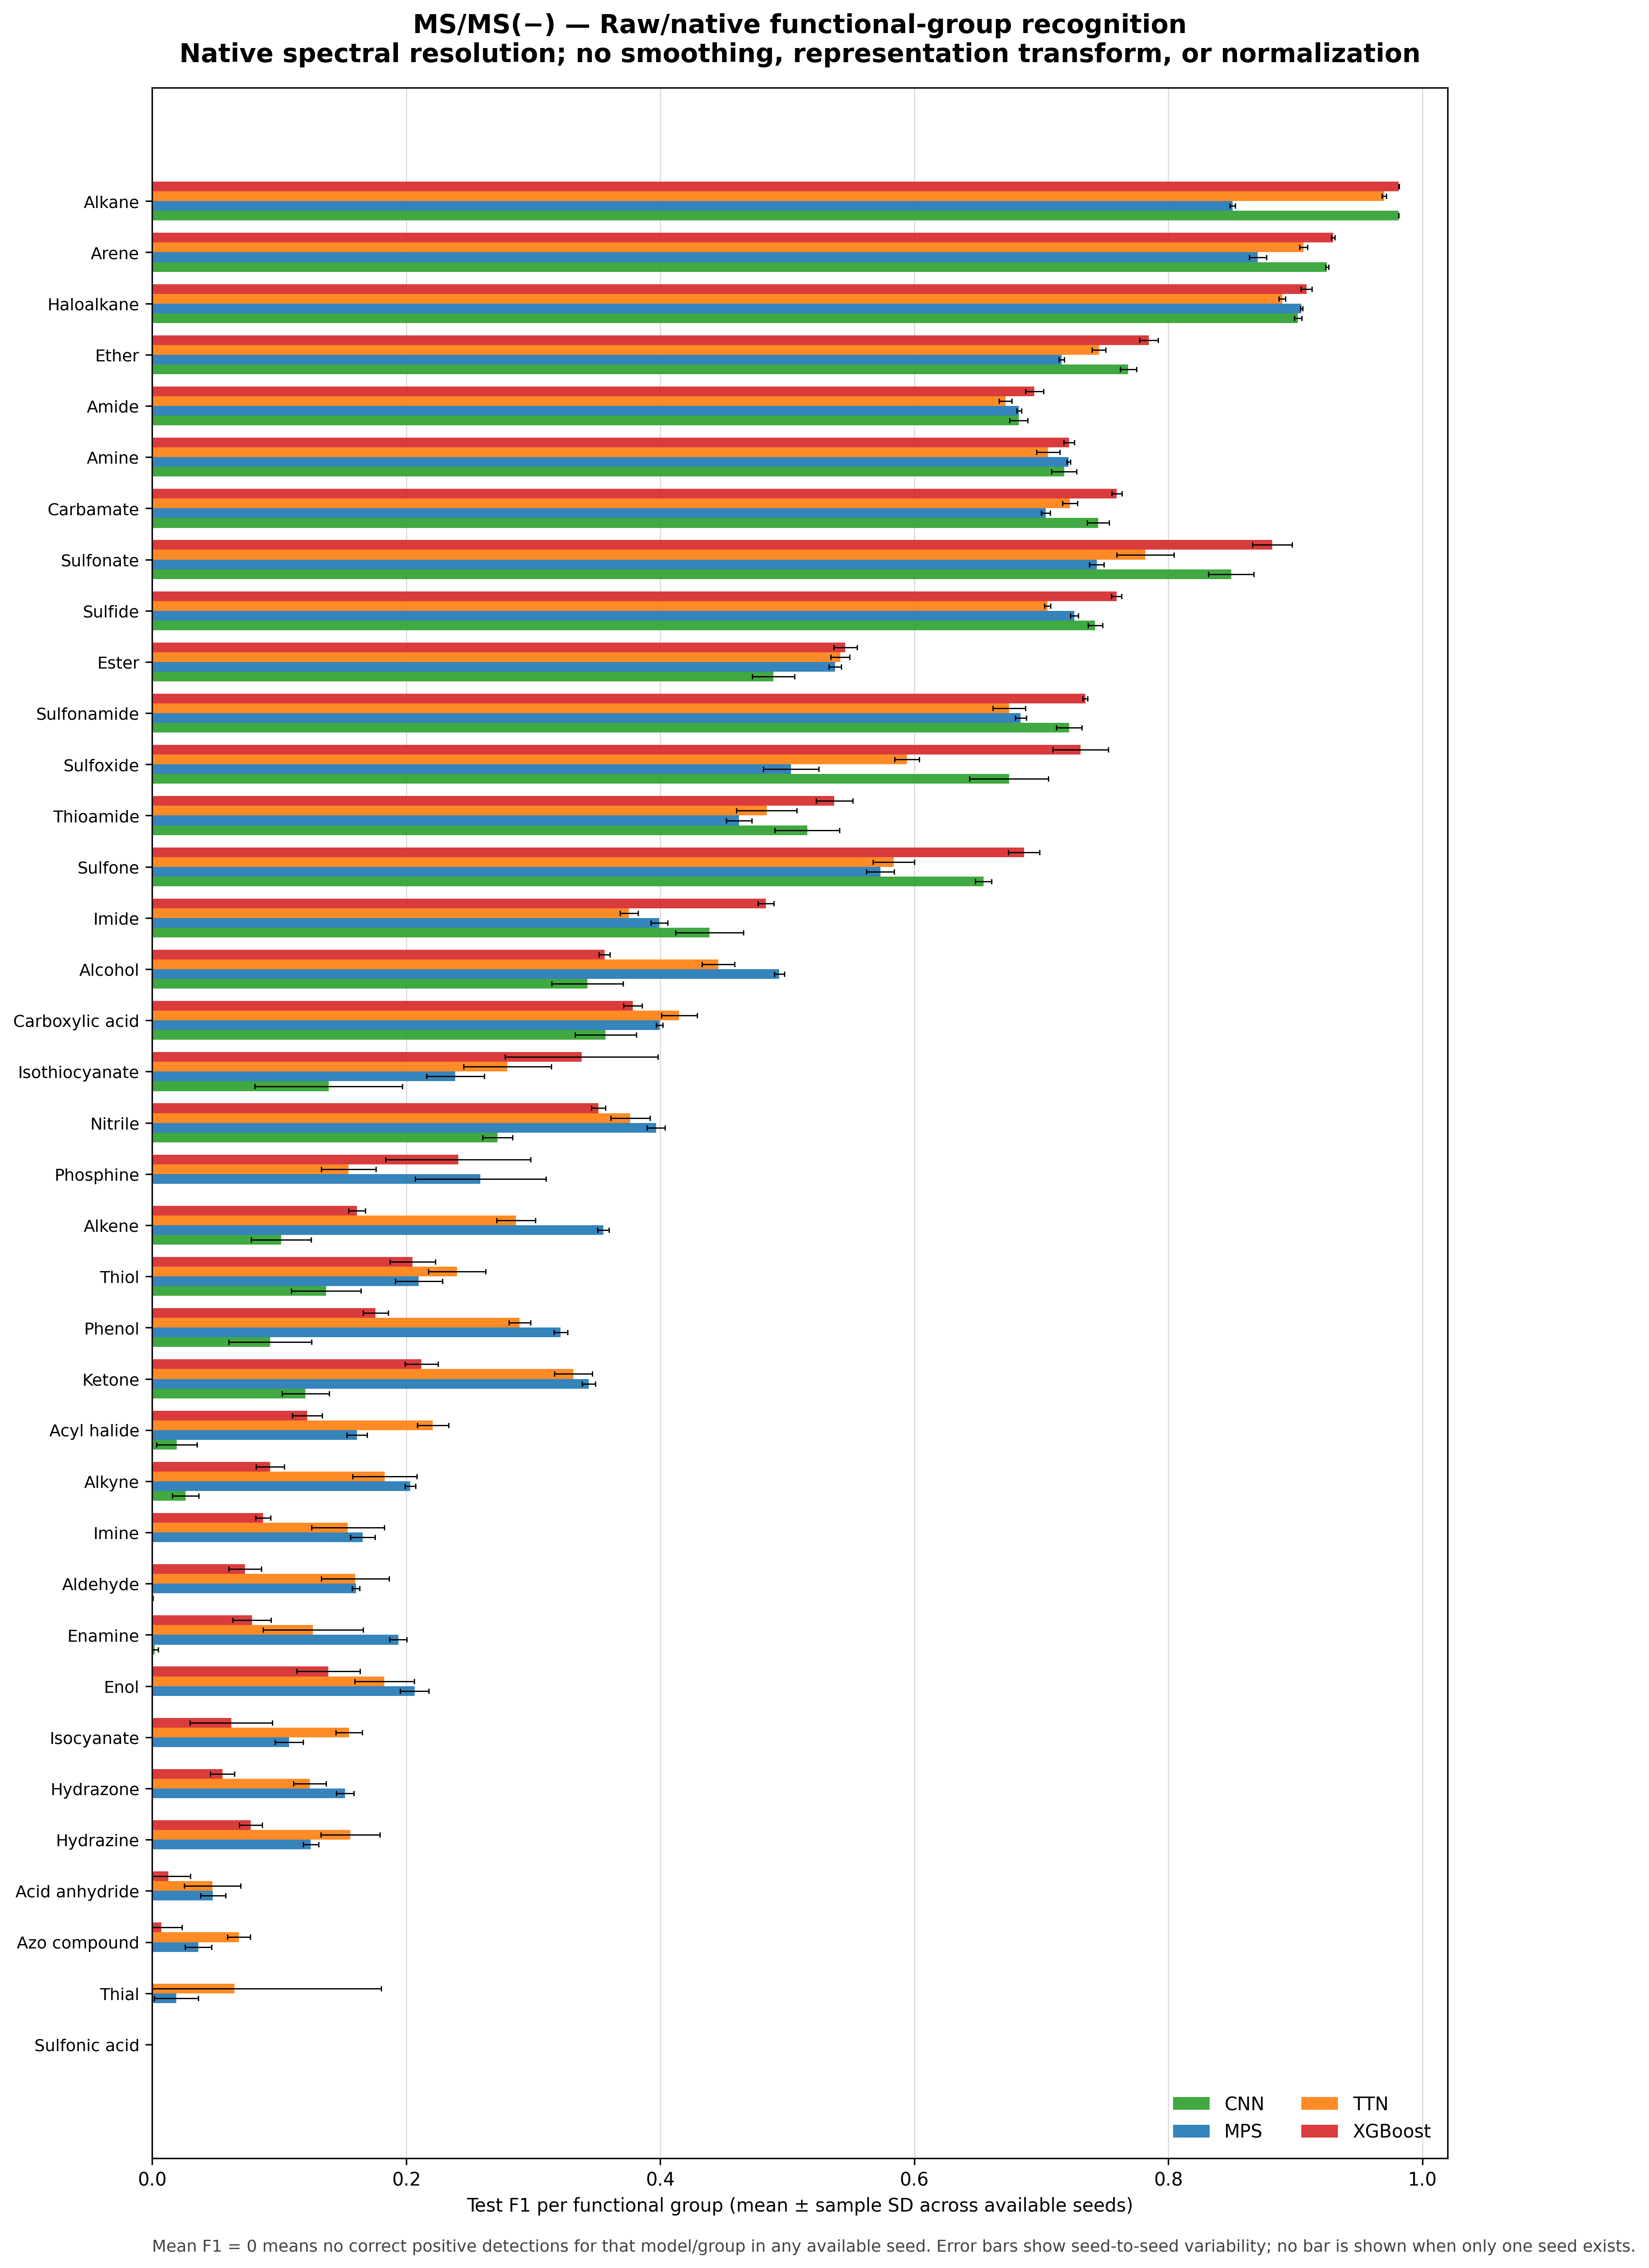 MS/MS(−) — Raw/native functional-group recognition
Native spectral resolution; no smoothing, representation transform, or normalization
Alkane
Arene
Haloalkane
Ether
Amide
Amine
Carbamate
Sulfonate
Sulfide
Ester
Sulfonamide
Sulfoxide
Thioamide
Sulfone
Imide
Alcohol
Carboxylic acid
Isothiocyanate
Nitrile
Phosphine
Alkene
Thiol
Phenol
Ketone
Acyl halide
Alkyne
Imine
Aldehyde
Enamine
Enol
Isocyanate
Hydrazone
Hydrazine
Acid anhydride
Azo compound
Thial
Sulfonic acid
CNN TTN
MPS XGBoost
0.0 0.2 0.4 0.6 0.8 1.0
Test F1 per functional group (mean ± sample SD across available seeds)
Mean F1 = 0 means no correct positive detections for that model/group in any available seed. Error bars show seed-to-seed variability; no bar is shown when only one seed exists.